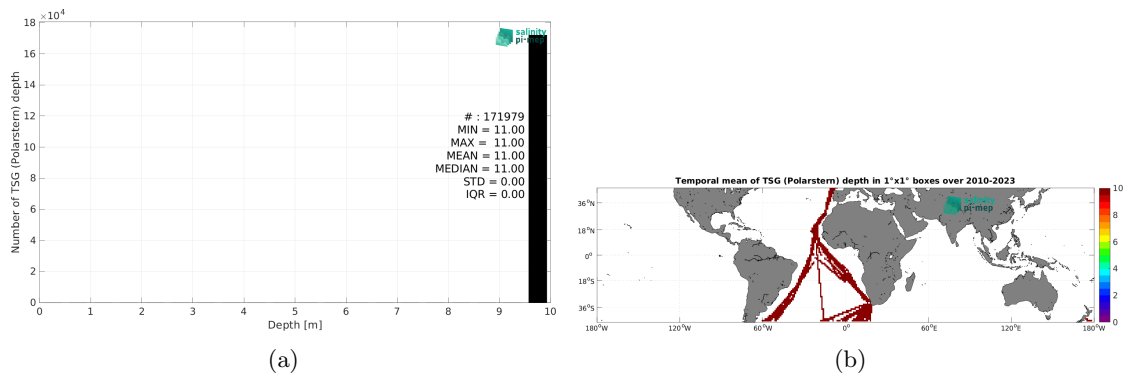 ×10⁴
18
16
14
12
10
8
6
4
2
0
Number of TSG (Polarstern) depth
salinity
pi-mep
# : 171979
MIN = 11.00
MAX = 11.00
MEAN = 11.00
MEDIAN = 11.00
STD = 0.00
IQR = 0.00
0 1 2 3 4 5 6 7 8 9 10
Depth [m]
(a)
Temporal mean of TSG (Polarstern) depth in 1°x1° boxes over 2010-2023
salinity
pi-mep
36°N
18°N
0°
18°S
36°S
180°W 120°W 60°W 0° 60°E 120°E 180°W
10
8
6
4
2
0
(b)